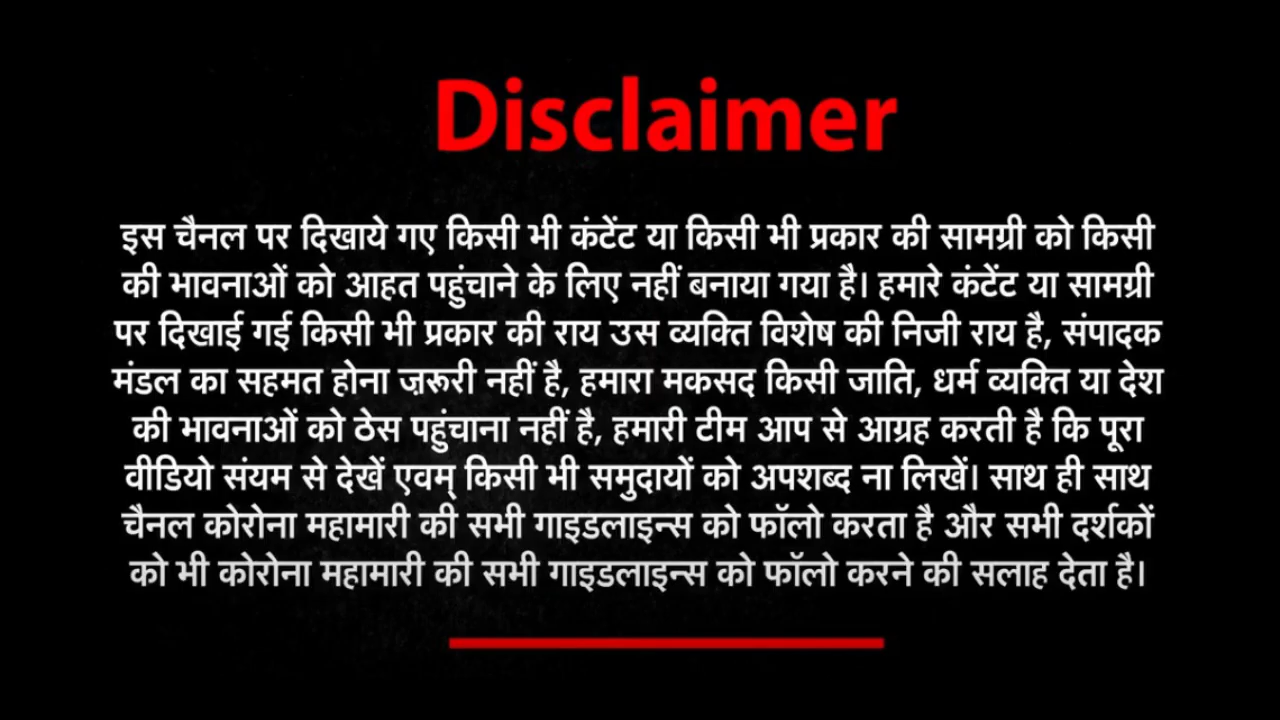 Disclaimer
इस चैनल पर दिखाये गए किसी भी कंटेंट या किसी भी प्रकार की सामग्री को किसी
की भावनाओं को आहत पहुंचाने के लिए नहीं बनाया गया है। हमारे कंटेंट या सामग्री
पर दिखाई गई किसी भी प्रकार की राय उस व्यक्ति विशेष की निजी राय है, संपादक
मंडल का सहमत होना ज़रूरी नहीं है, हमारा मकसद किसी जाति, धर्म व्यक्ति या देश
की भावनाओं को ठेस पहुंचाना नहीं है, हमारी टीम आप से आग्रह करती है कि पूरा
वीडियो संयम से देखें एवम् किसी भी समुदायों को अपशब्द ना लिखें। साथ ही साथ
चैनल कोरोना महामारी की सभी गाइडलाइन्स को फॉलो करता है और सभी दर्शकों
को भी कोरोना महामारी की सभी गाइडलाइन्स को फॉलो करने की सलाह देता है।